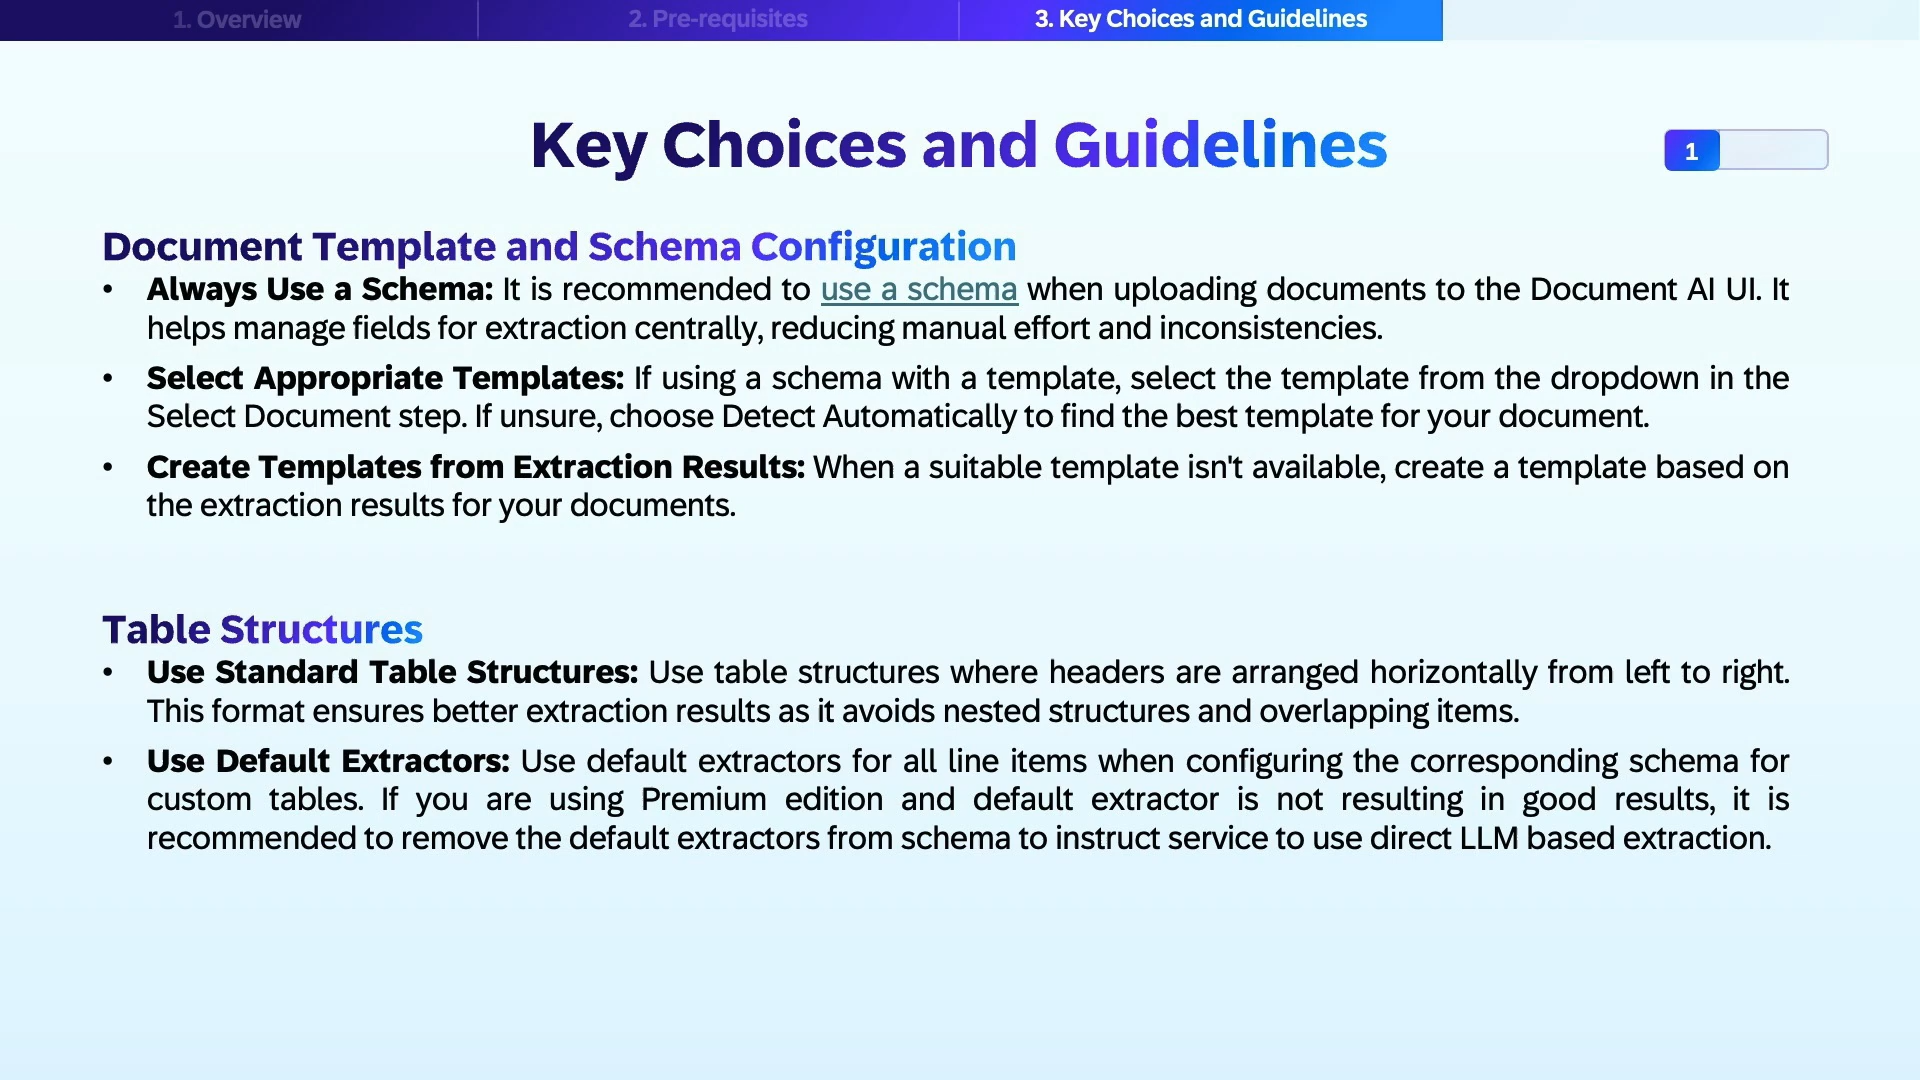 1. Overview
2. Pre-requisites
3. Key Choices and Guidelines
Key Choices and Guidelines
1
Document Template and Schema Configuration
• Always Use a Schema: It is recommended to use a schema when uploading documents to the Document AI UI. It
helps manage fields for extraction centrally, reducing manual effort and inconsistencies.
• Select Appropriate Templates: If using a schema with a template, select the template from the dropdown in the
Select Document step. If unsure, choose Detect Automatically to find the best template for your document.
• Create Templates from Extraction Results: When a suitable template isn't available, create a template based on
the extraction results for your documents.
Table Structures
• Use Standard Table Structures: Use table structures where headers are arranged horizontally from left to right.
This format ensures better extraction results as it avoids nested structures and overlapping items.
• Use Default Extractors: Use default extractors for all line items when configuring the corresponding schema for
custom tables. If you are using Premium edition and default extractor is not resulting in good results, it is
recommended to remove the default extractors from schema to instruct service to use direct LLM based extraction.